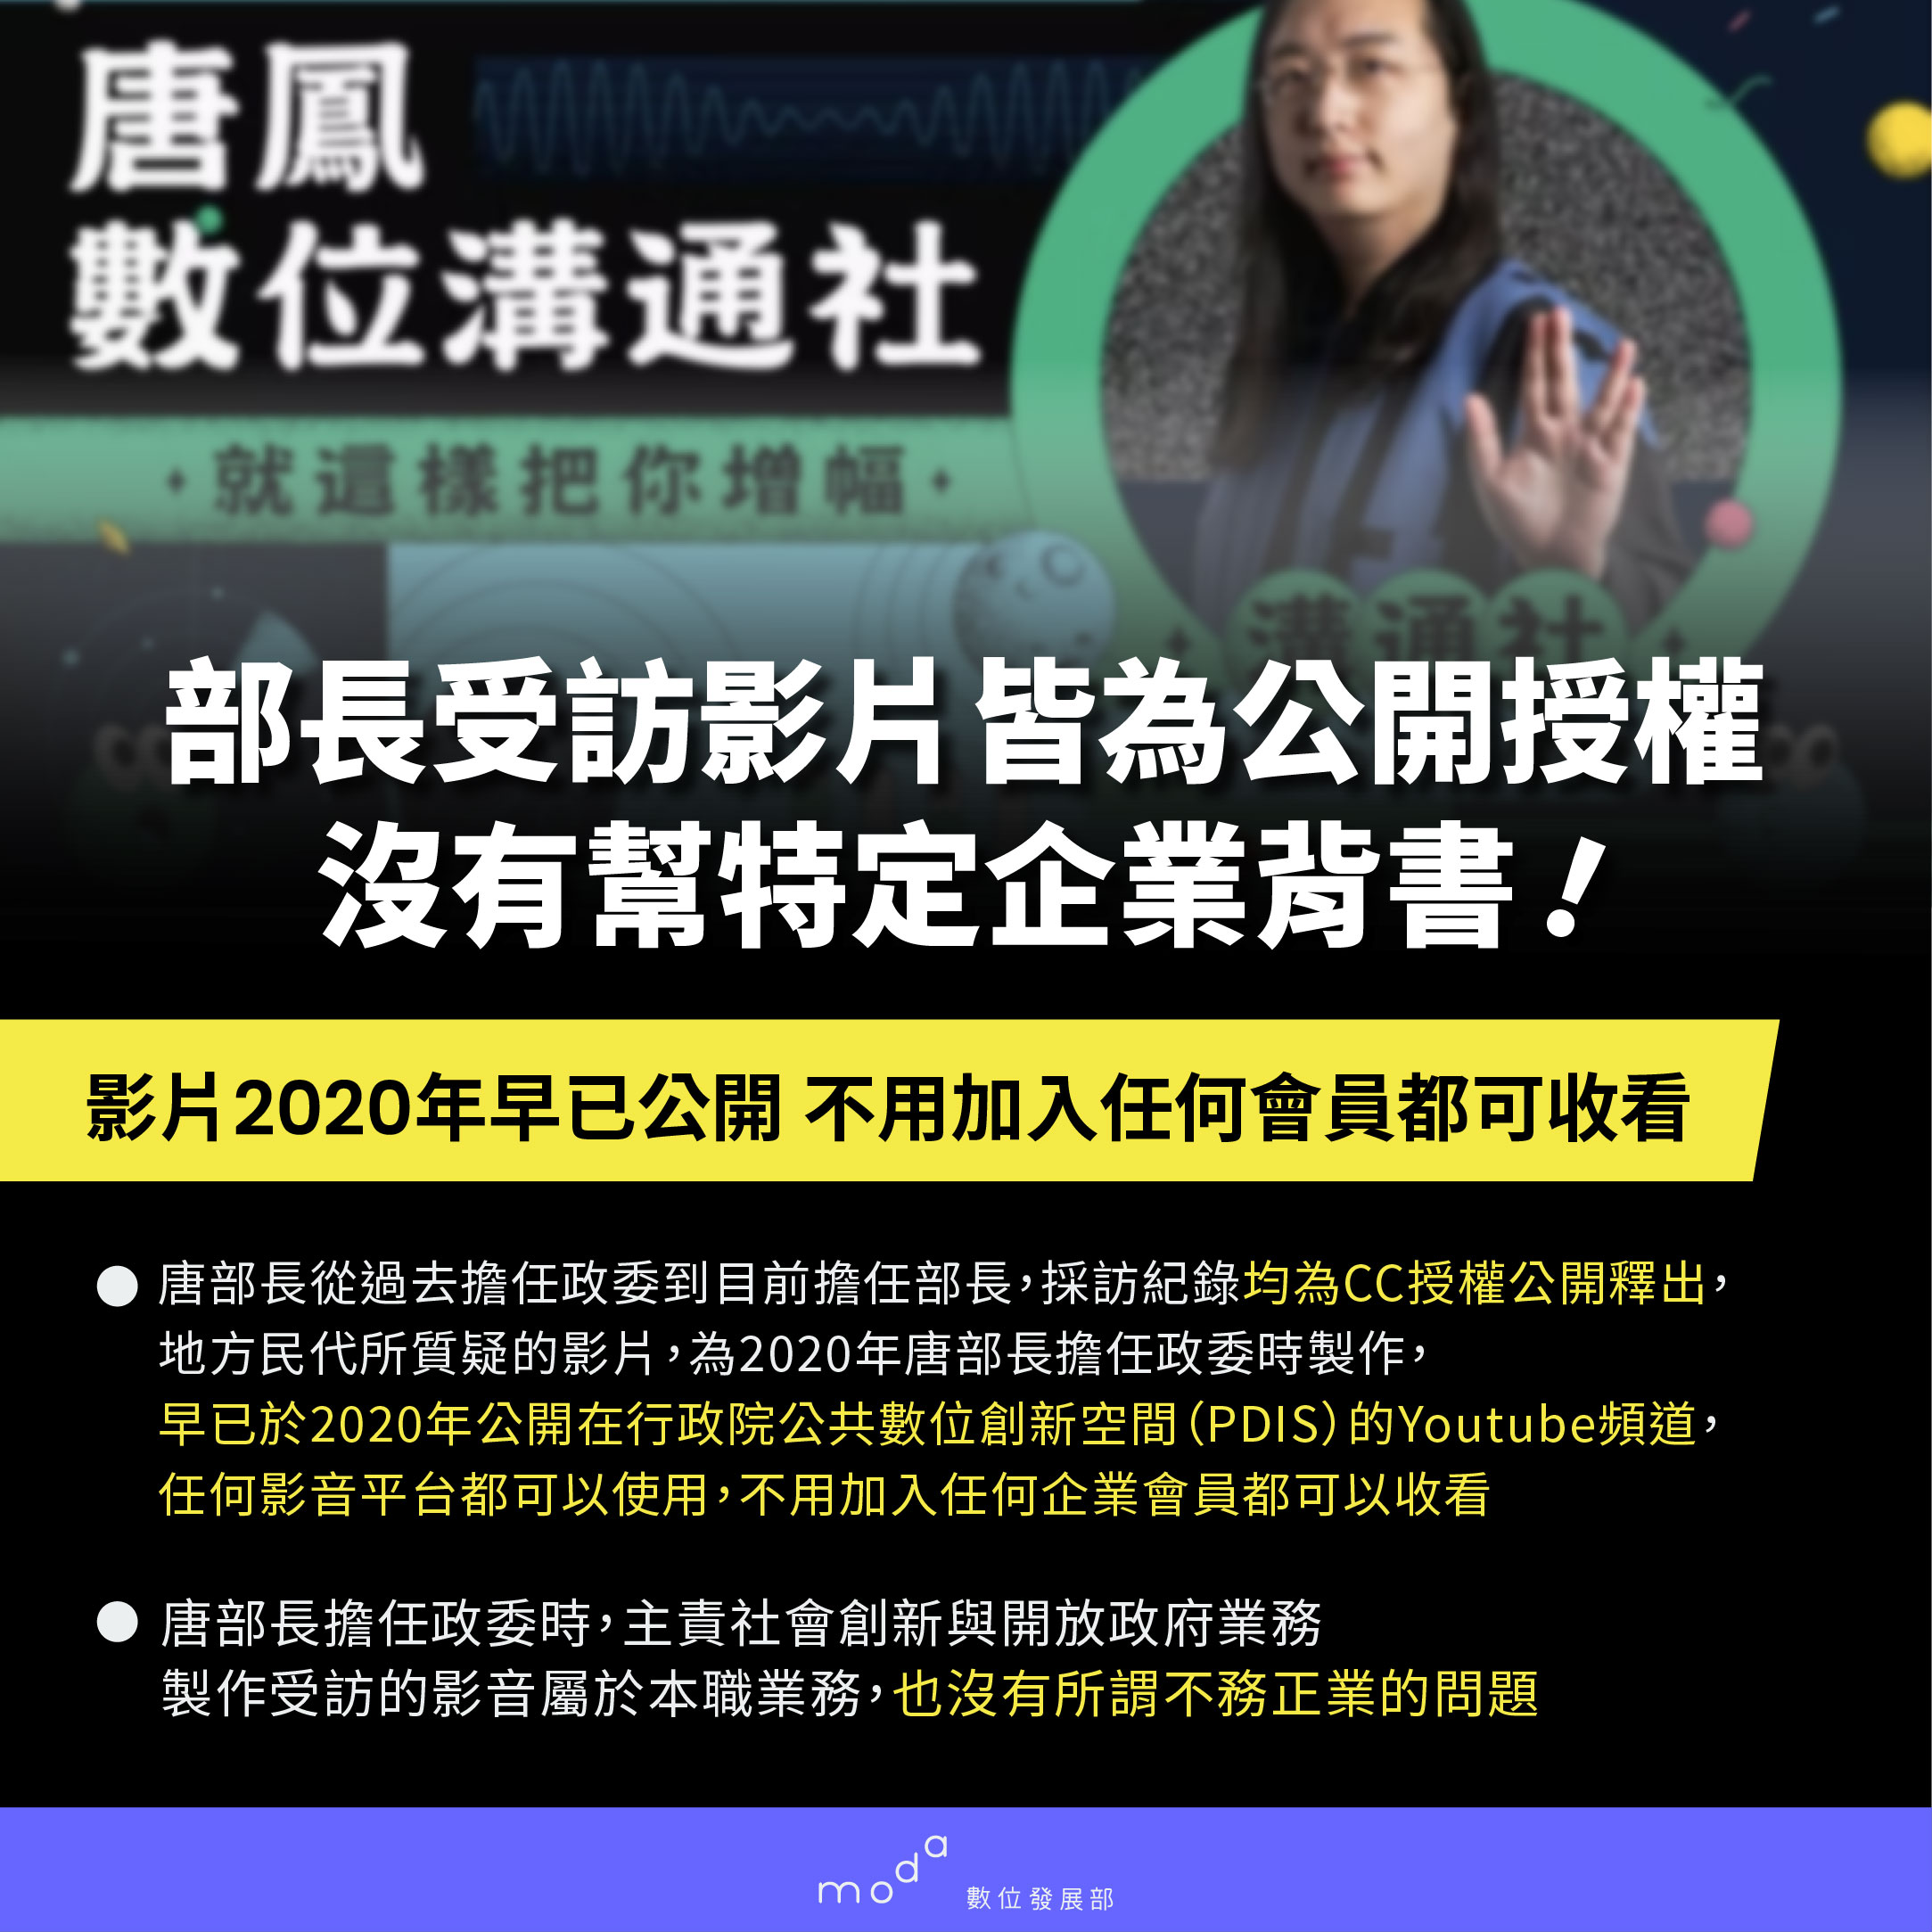 唐鳳
數位溝通社
就這樣把你增幅
溝通社
部長受訪影片皆為公開授權
沒有幫特定企業背書！
影片2020年早已公開 不用加入任何會員都可收看
● 唐部長從過去擔任政委到目前擔任部長，採訪紀錄均為CC授權公開釋出，
地方民代所質疑的影片，為2020年唐部長擔任政委時製作，
早已於2020年公開在行政院公共數位創新空間（PDIS）的Youtube頻道，
任何影音平台都可以使用，不用加入任何企業會員都可以收看
● 唐部長擔任政委時，主責社會創新與開放政府業務
製作受訪的影音屬於本職業務，也沒有所謂不務正業的問題
moda 數位發展部